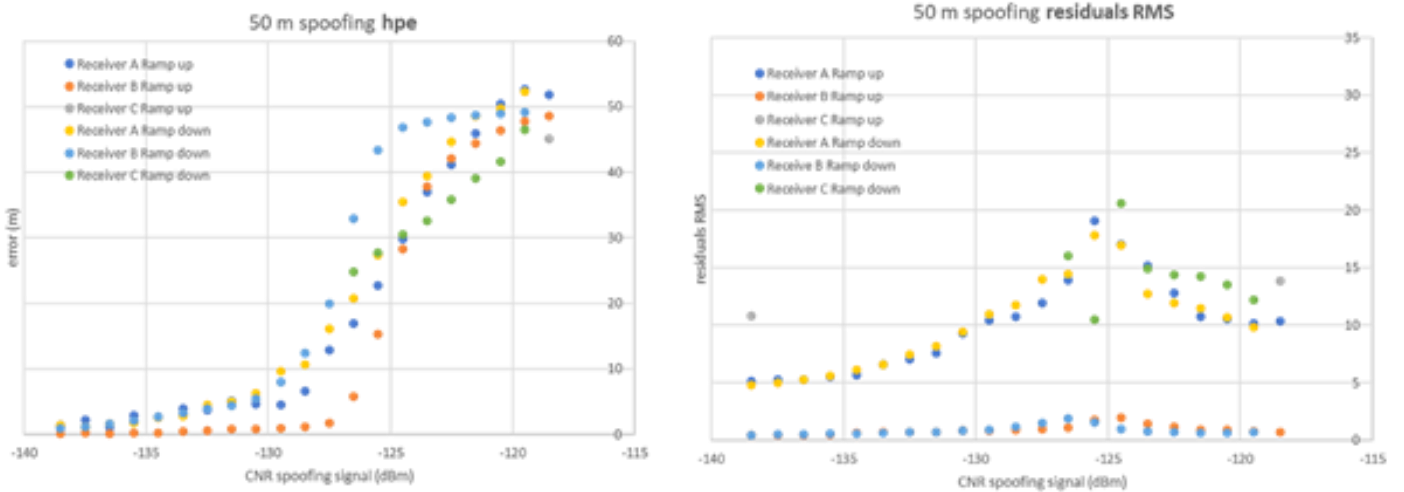 50 m spoofing hpe
Receiver A Ramp up
Receiver B Ramp up
Receiver C Ramp up
Receiver A Ramp down
Receiver B Ramp down
Receiver C Ramp down
error (m)
60
50
40
30
20
10
0
-140
-135
-130
-125
-120
-115
CNR spoofing signal (dBm)
50 m spoofing residuals RMS
Receiver A Ramp up
Receiver B Ramp up
Receiver C Ramp up
Receiver A Ramp down
Receive B Ramp down
Receiver C Ramp down
residuals RMS
35
30
25
20
15
10
5
0
-140
-135
-130
-125
-120
-115
CNR spoofing signal (dBm)